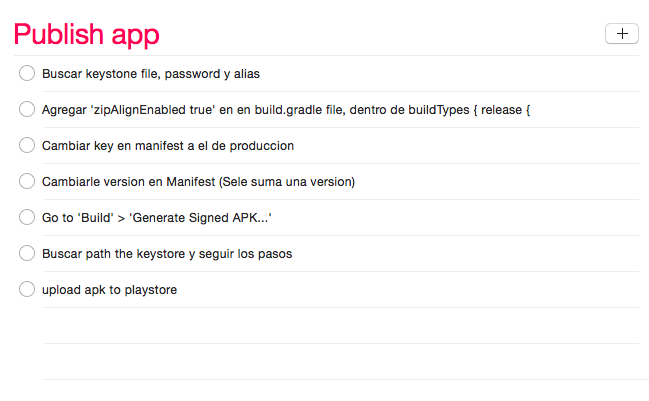 Publish app
+
Buscar keystone file, password y alias
Agregar 'zipAlignEnabled true' en en build.gradle file, dentro de buildTypes { release {
Cambiar key en manifest a el de produccion
Cambiarle version en Manifest (Sele suma una version)
Go to 'Build' > 'Generate Signed APK...'
Buscar path the keystore y seguir los pasos
upload apk to playstore